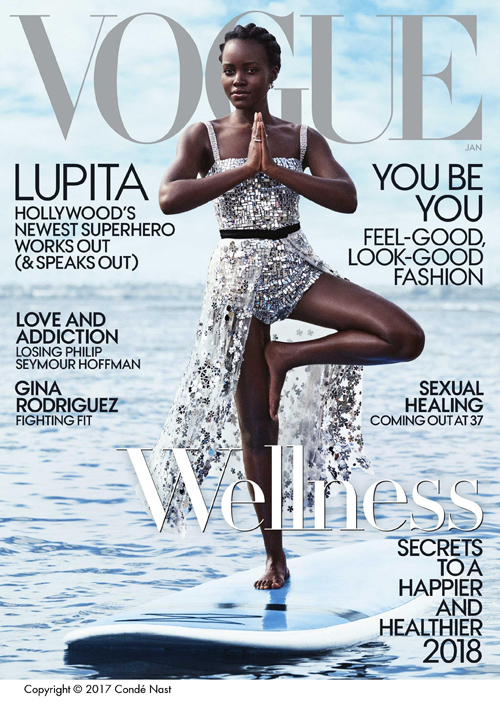 VOGUE
JAN
LUPITA
HOLLYWOOD'S
NEWEST SUPERHERO
WORKS OUT
(& SPEAKS OUT)
YOU BE
YOU
FEEL-GOOD,
LOOK-GOOD
FASHION
LOVE AND
ADDICTION
LOSING PHILIP
SEYMOUR HOFFMAN
GINA
RODRIGUEZ
FIGHTING FIT
SEXUAL
HEALING
COMING OUT AT 37
Wellness
SECRETS
TO A
HAPPIER
AND
HEALTHIER
2018
Copyright © 2017 Condé Nast